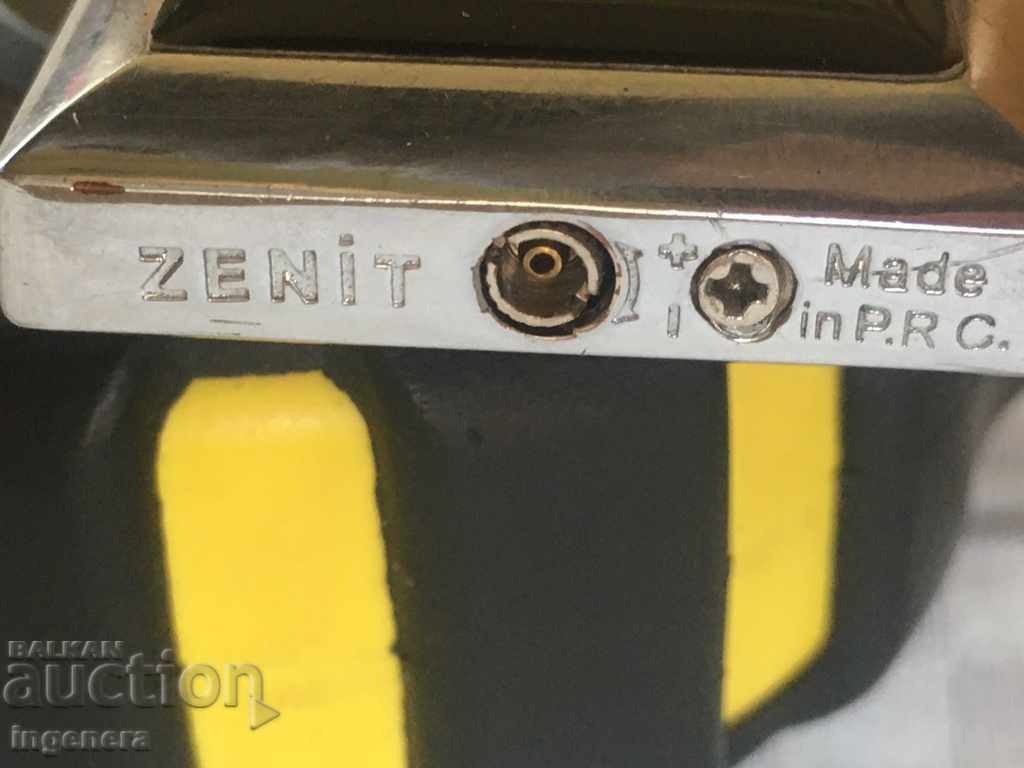 ZENiT
+
-
Made
in P.R C.
BALKAN
auction
ingenera